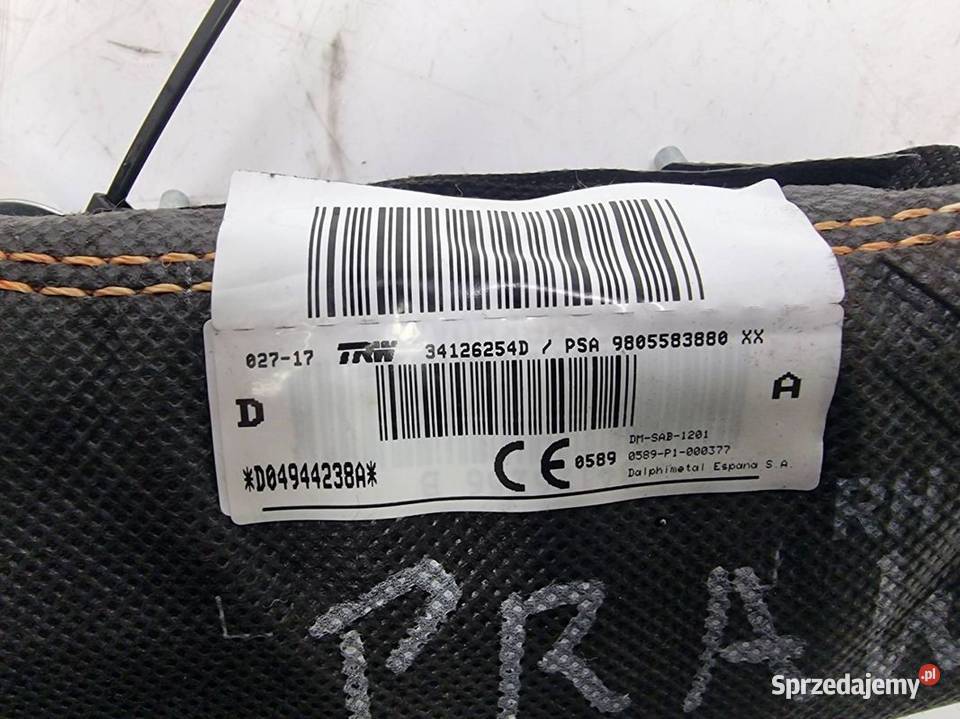 027-17 TRW 34126254D / PSA 9805583880 XX
D A
*D04944238A* CE 0589 DM-SAB-1201
0589-P1-000377
Dalphimetal Espana S.A.
PRA
Sprzedajemy.pl